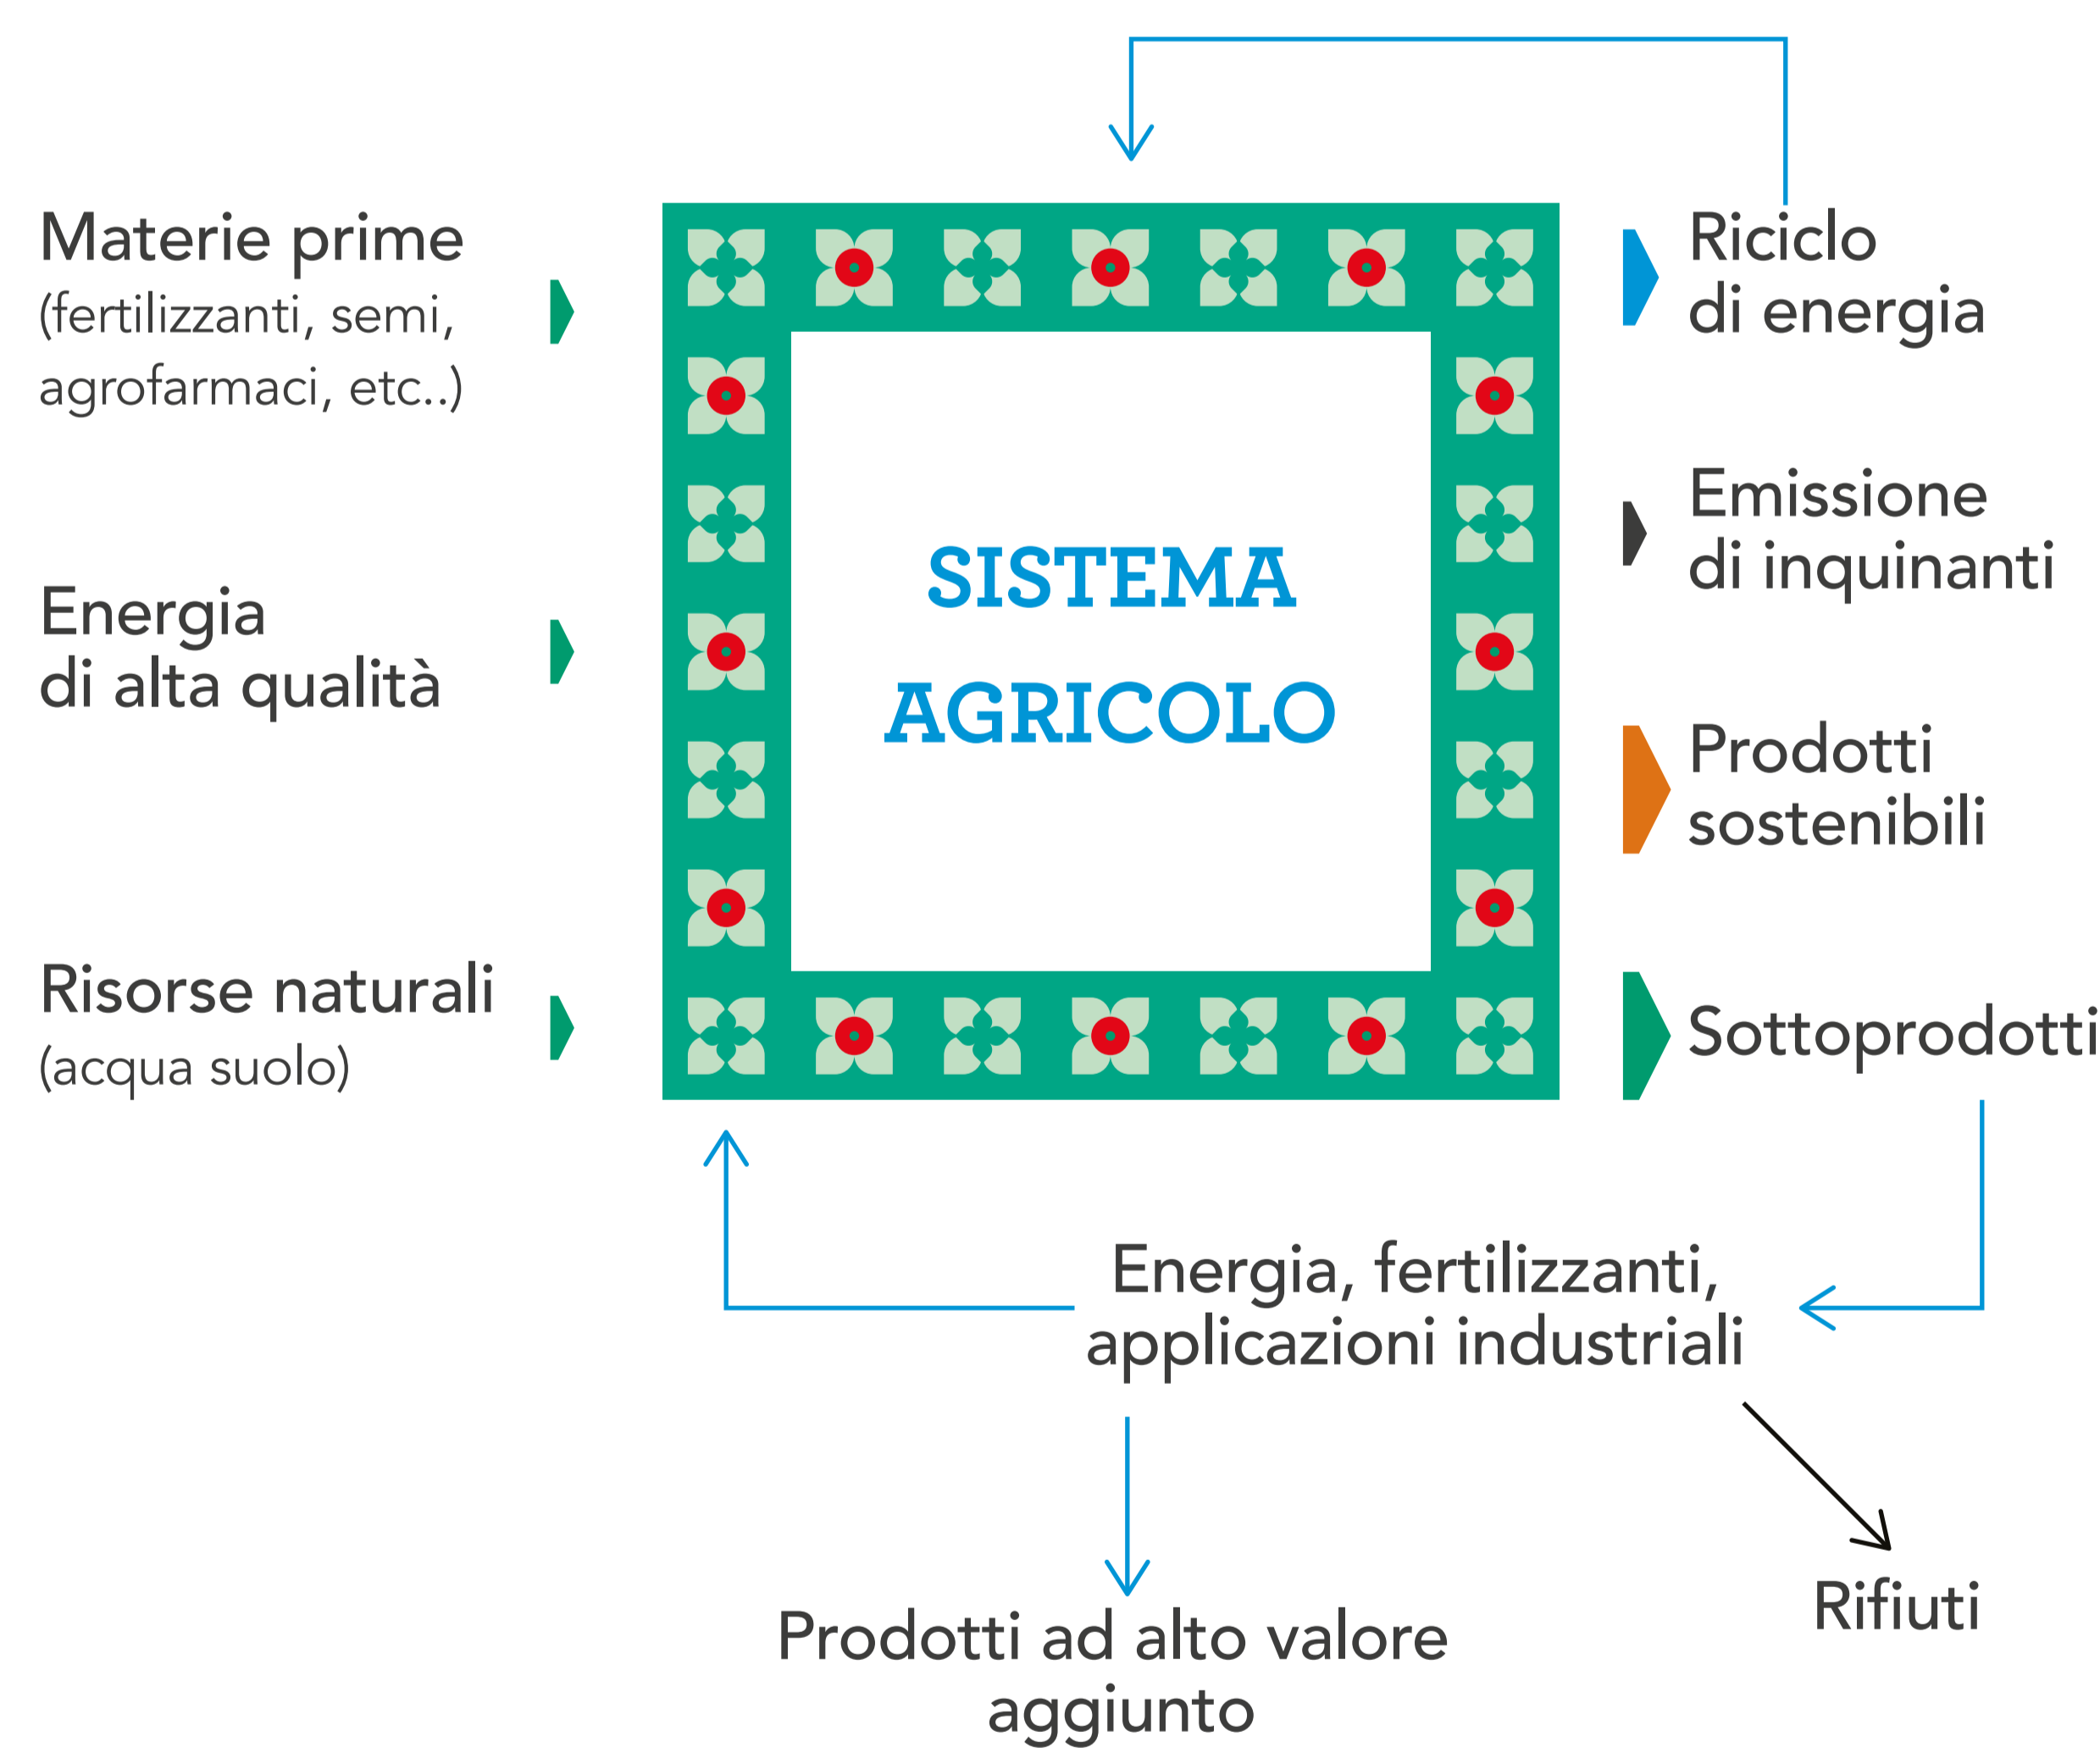 Materie prime
(fertilizzanti, semi,
agrofarmaci, etc..)
Energia
di alta qulità
Risorse naturali
(acqua suolo)
SISTEMA
AGRICOLO
Riciclo
di energia
Emissione
di inquinanti
Prodotti
sostenibili
Sottoprodotti
Energia, fertilizzanti,
applicazioni industriali
Rifiuti
Prodotti ad alto valore
aggiunto